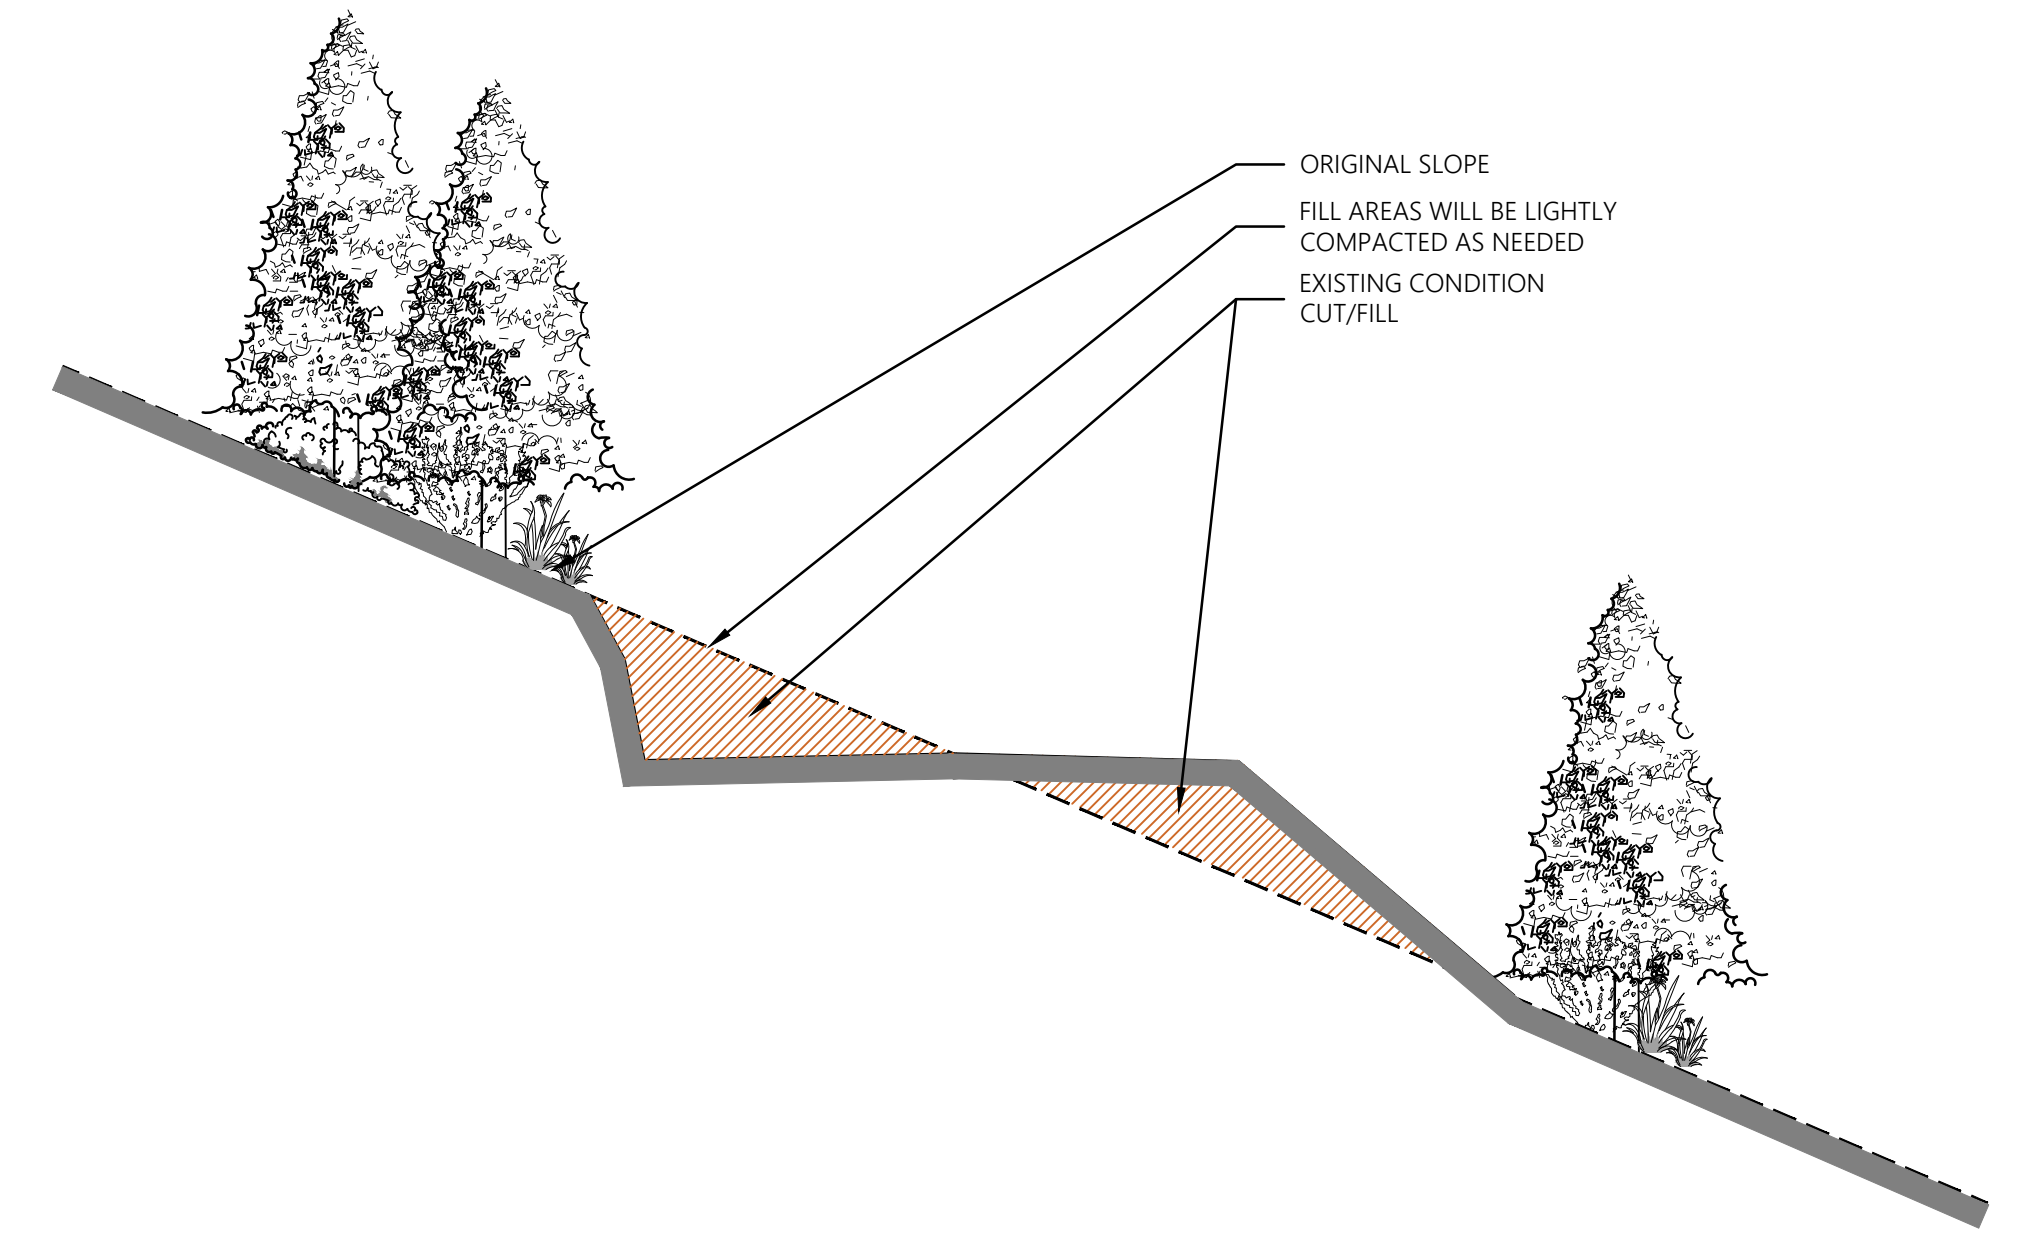 ORIGINAL SLOPE
FILL AREAS WILL BE LIGHTLY
COMPACTED AS NEEDED
EXISTING CONDITION
CUT/FILL